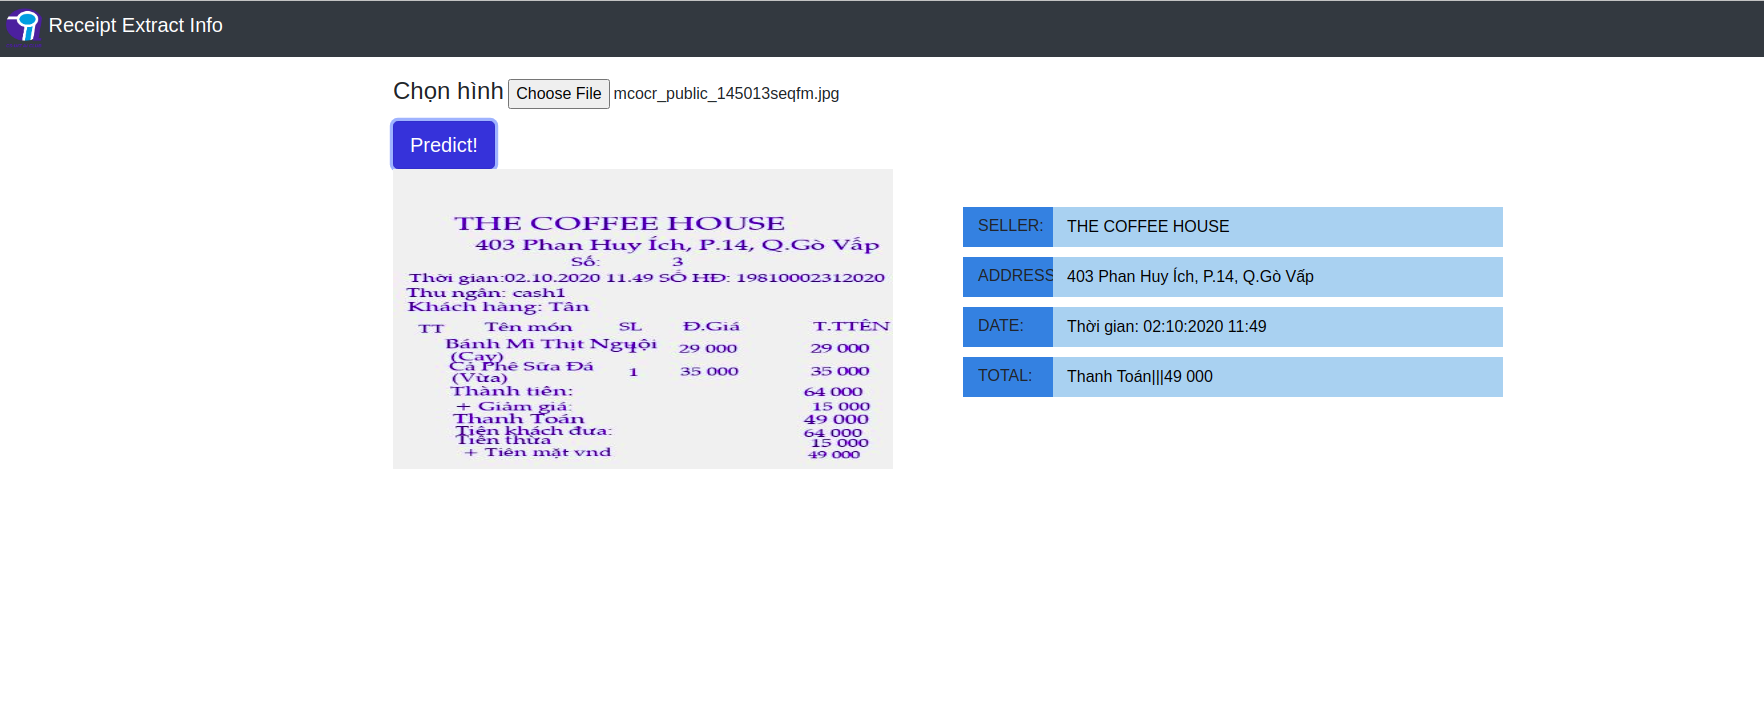 Receipt Extract Info
Chọn hình Choose File mcocr_public_145013seqfm.jpg
Predict!
THE COFFEE HOUSE
403 Phan Huy Ích, P.14, Q.Gò Vấp
Số: 3
Thời gian:02.10.2020 11.49 SỐ HĐ: 19810002312020
Thu ngân: cash1
Khách hàng: Tân
TT Tên món SL Đ.Giá T.TTÊN
Bánh Mì Thịt Nguội 1 29 000 29 000
(Cay)
Cà Phê Sữa Đá 1 35 000 35 000
(Vừa)
Thành tiền: 64 000
+ Giảm giá: 15 000
Thanh Toán 49 000
Tiền khách đưa: 64 000
Tiền thừa 15 000
+ Tiền mặt vnd 49 000
SELLER: THE COFFEE HOUSE
ADDRESS 403 Phan Huy Ích, P.14, Q.Gò Vấp
DATE: Thời gian: 02:10:2020 11:49
TOTAL: Thanh Toán|||49 000